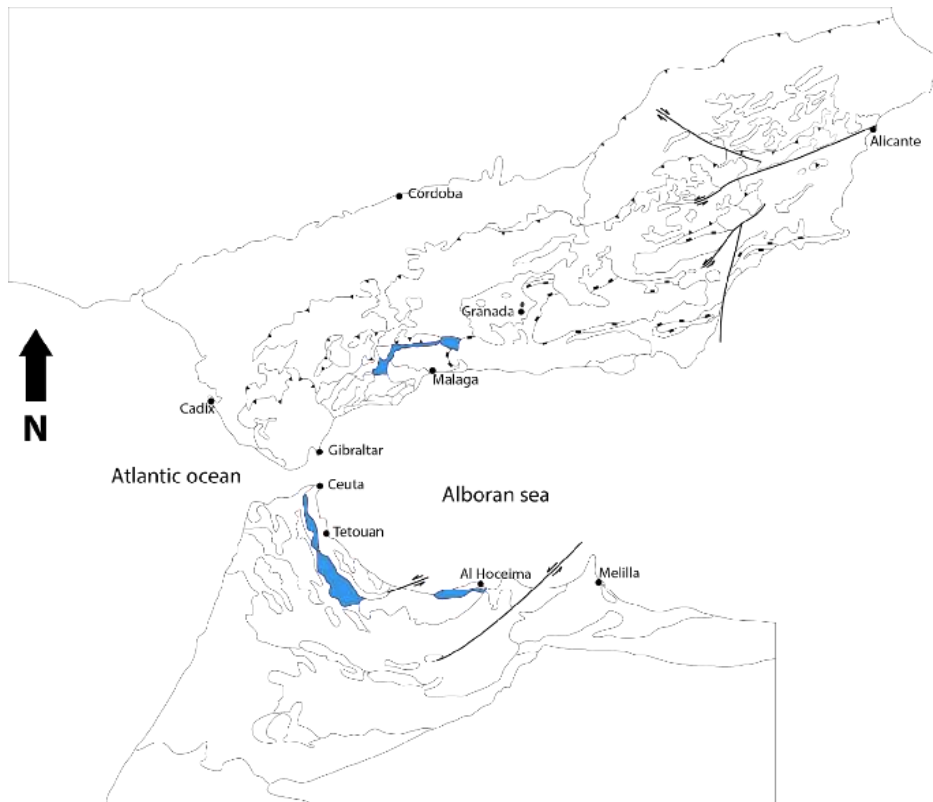 Alicante
Cordoba
Granada
Malaga
Cadix
N
Gibraltar
Atlantic ocean
Ceuta
Alboran sea
Tetouan
Al Hoceima
Melilla